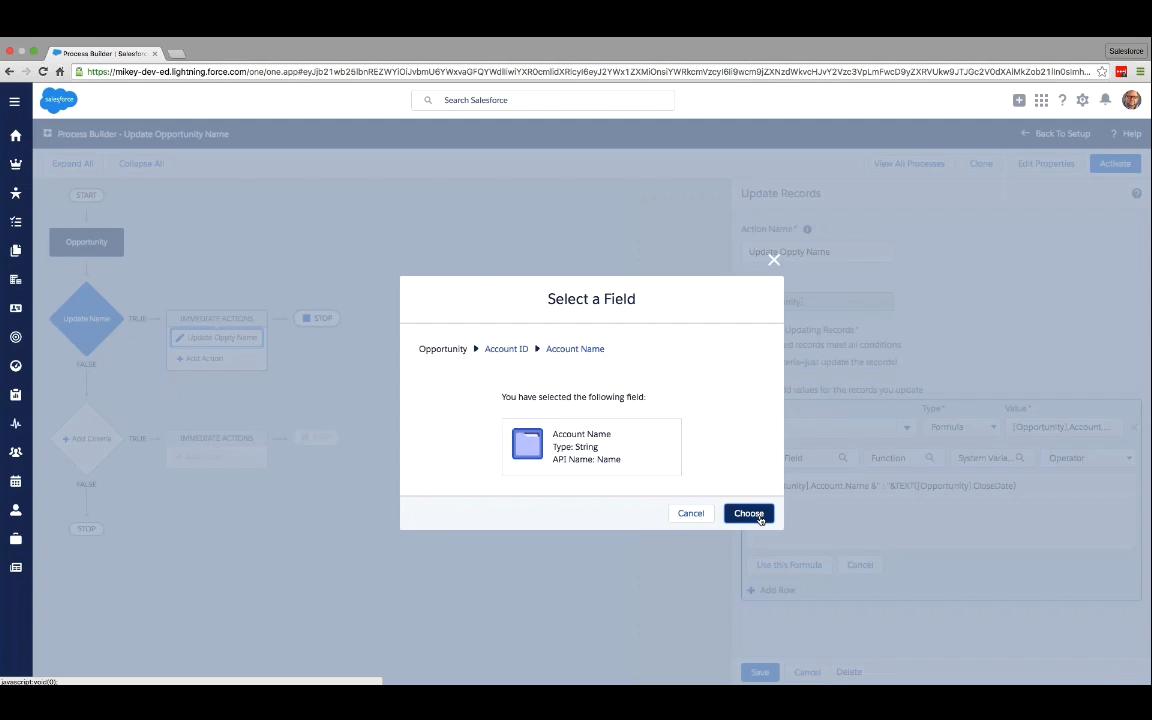 Process Builder | Salesforc
Salesforce
https://mikey-dev-ed.lightning.force.com/one/one.app
salesforce
Search Salesforce
Process Builder - Update Opportunity Name
Back To Setup
Help
Expand All
Collapse All
View All Processes
Clone
Edit Properties
Activate
START
Update Records
Action Name*
Opportunity
Update Oppty Name
Select a Field
Update Name
TRUE
IMMEDIATE ACTIONS
STOP
Update Oppty Name
Add Action
FALSE
Updating Records*
ed records meet all conditions
iteria—just update the records!
Opportunity
Account ID
Account Name
ld values for the records you update
Type*
Value*
Formula
[Opportunity].Account....
You have selected the following field:
Account Name
Type: String
API Name: Name
Add Criteria
TRUE
IMMEDIATE ACTIONS
STOP
Field
Function
System Varia...
Operator
unity].Account.Name &" : "&TEXT([Opportunity].CloseDate)
FALSE
STOP
Cancel
Choose
Use this Formula
Cancel
Add Row
Save
Cancel
Delete
javascript:void(0);